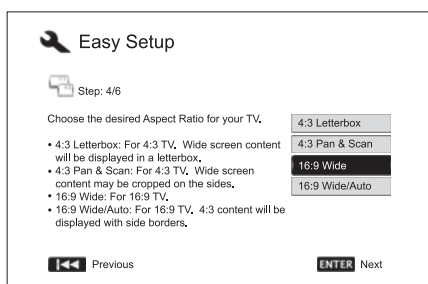 Easy Setup
Step: 4/6
Choose the desired Aspect Ratio for your TV.
• 4:3 Letterbox: For 4:3 TV. Wide screen content
will be displayed in a letterbox.
• 4:3 Pan & Scan: For 4:3 TV. Wide screen
content may be cropped on the sides.
• 16:9 Wide: For 16:9 TV.
• 16:9 Wide/Auto: For 16:9 TV. 4:3 content will be
displayed with side borders.
4:3 Letterbox
4:3 Pan & Scan
16:9 Wide
16:9 Wide/Auto
Previous
ENTER Next